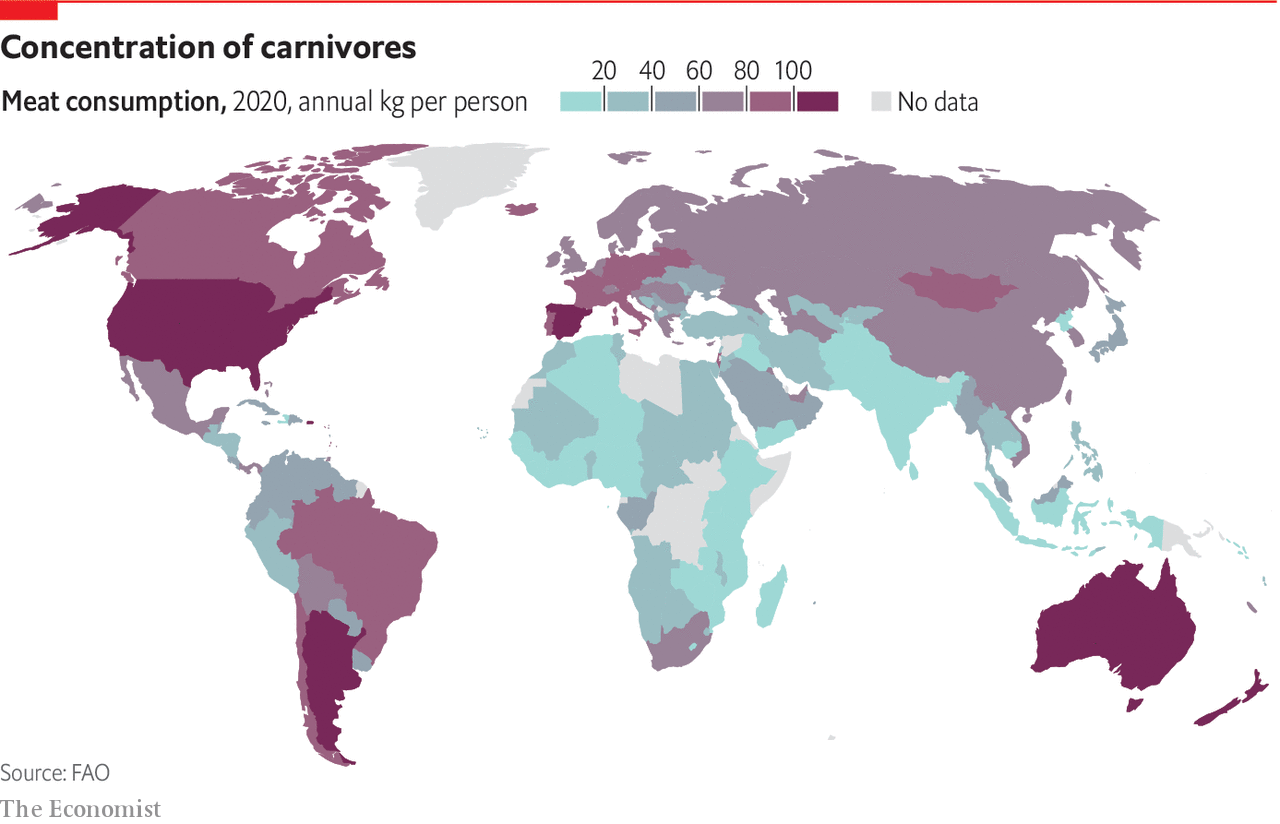 Concentration of carnivores
Meat consumption, 2020, annual kg per person
20 40 60 80 100
No data
Source: FAO
The Economist